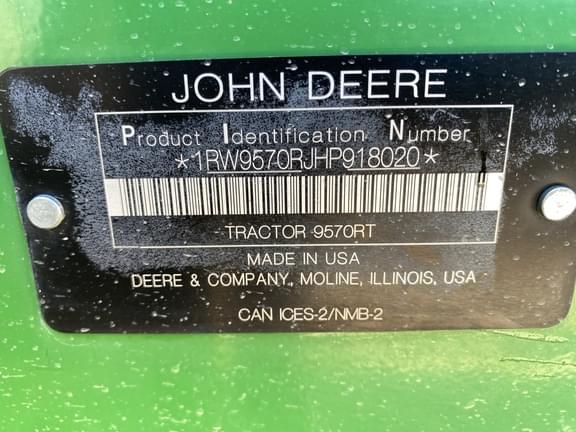 JOHN DEERE
Product Identification Number
*1RW9570RJHP918020*
TRACTOR 9570RT
MADE IN USA
DEERE & COMPANY, MOLINE, ILLINOIS, USA
CAN ICES-2/NMB-2